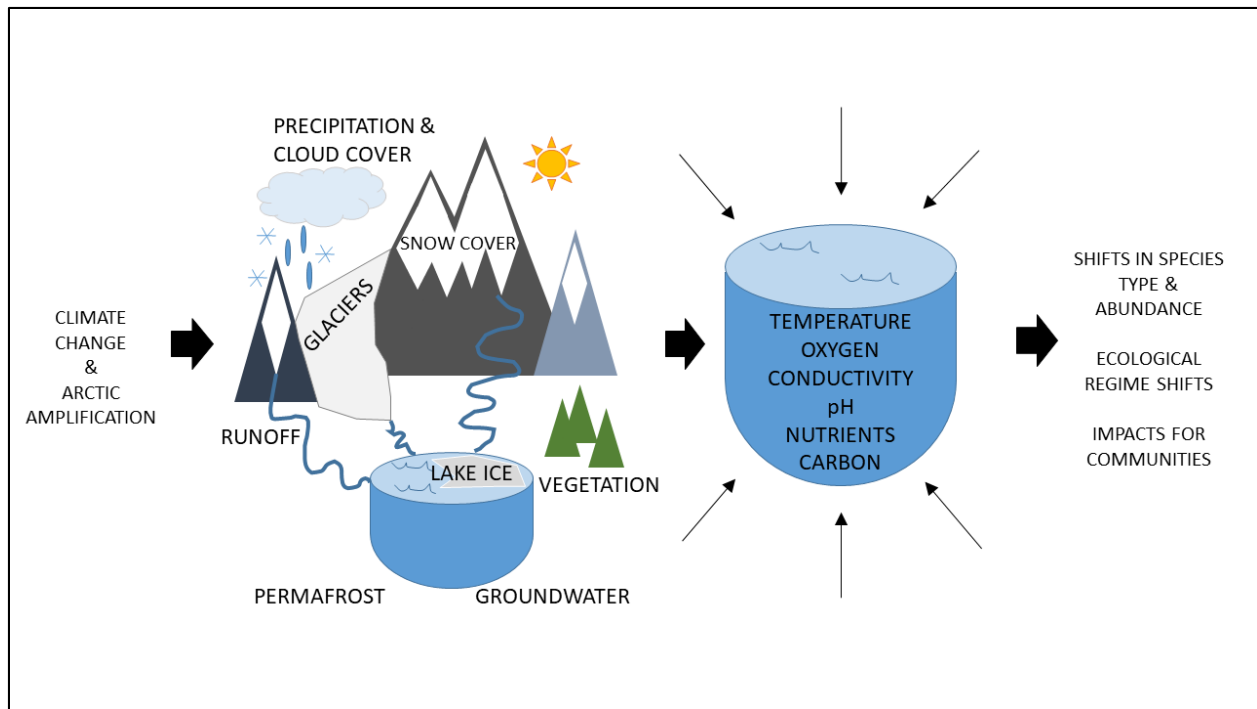 CLIMATE
CHANGE
&
ARCTIC
AMPLIFICATION
PRECIPITATION &
CLOUD COVER
SNOW COVER
GLACIERS
RUNOFF
LAKE ICE
VEGETATION
PERMAFROST
GROUNDWATER
TEMPERATURE
OXYGEN
CONDUCTIVITY
pH
NUTRIENTS
CARBON
SHIFTS IN SPECIES
TYPE &
ABUNDANCE
ECOLOGICAL
REGIME SHIFTS
IMPACTS FOR
COMMUNITIES